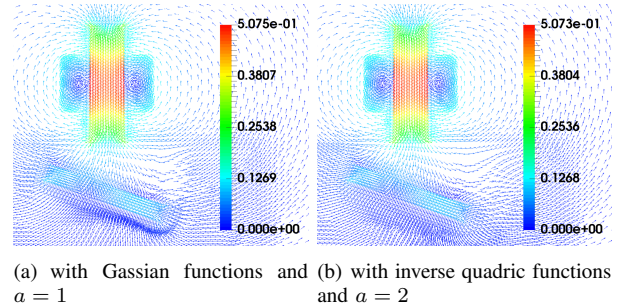 5.075e-01
0.3807
0.2538
0.1269
0.000e+00
5.073e-01
0.3804
0.2536
0.1268
0.000e+00
(a) with Gassian functions and
a = 1
(b) with inverse quadric functions
and a = 2